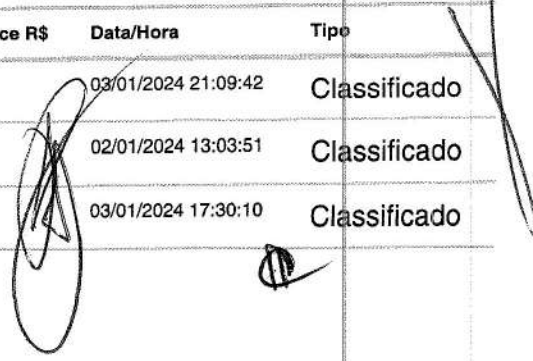 ce R$ Data/Hora Tipo
03/01/2024 21:09:42 Classificado
02/01/2024 13:03:51 Classificado
03/01/2024 17:30:10 Classificado